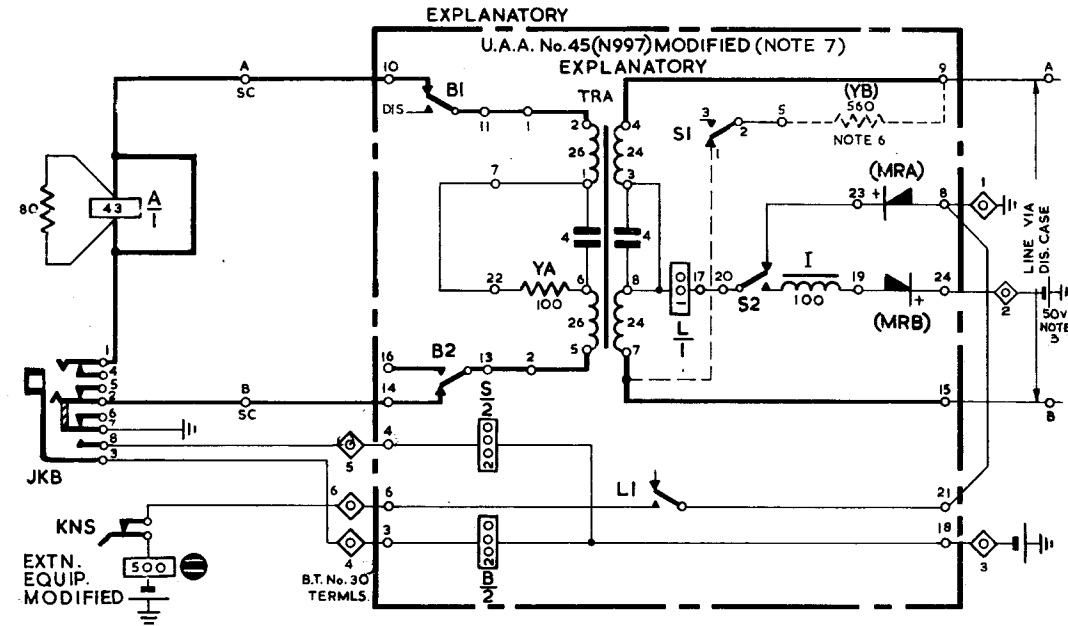 EXPLANATORY
U.A.A. No.45(N997) MODIFIED (NOTE 7)
EXPLANATORY
A
SC
10
B1
DIS
11
1
TRA
2
4
26
24
1
3
7
4
4
22
YA
100
6
8
26
24
5
7
9
A
3
S1
2
5
(YB)
560
NOTE 6
1
(MRA)
23 +
8
1
L
1
17
20
S2
I
100
19
(MRB)
+
24
2
50V
NOTE
3
LINE VIA
DIS. CASE
80
43
A
1
16
B2
13
2
14
S
2
2
15
B
B
SC
1
4
5
2
6
7
8
3
JKB
5
4
6
6
L1
21
4
3
18
3
B
2
2
KNS
500
EXTN.
EQUIP.
MODIFIED
B.T. No.30
TERMLS.